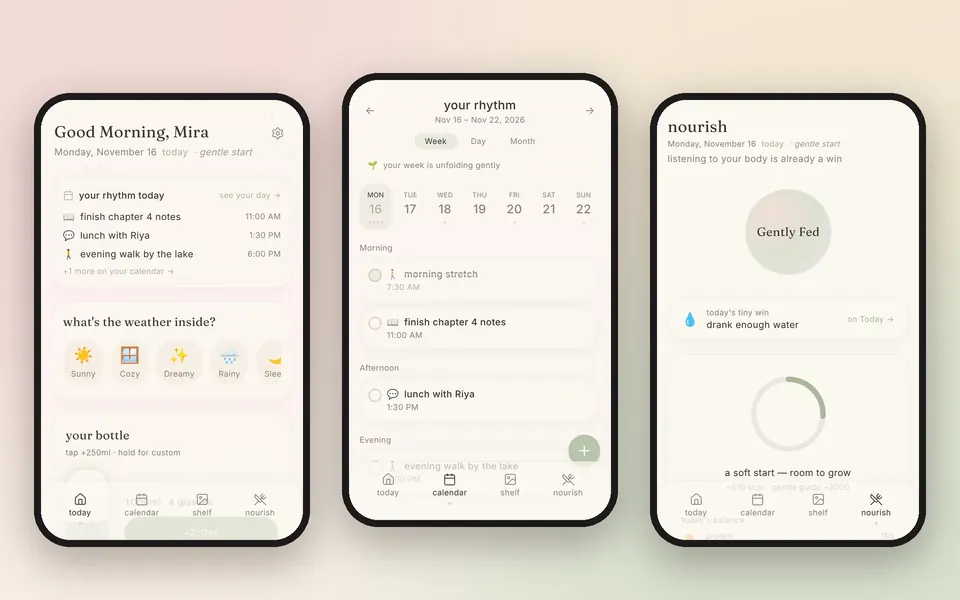 Good Morning, Mira
Monday, November 16 today · gentle start
your rhythm today
see your day →
finish chapter 4 notes
11:00 AM
lunch with Riya
1:30 PM
evening walk by the lake
6:00 PM
+1 more on your calendar →
what's the weather inside?
Sunny
Cozy
Dreamy
Rainy
Slee
your bottle
tap +250ml · hold for custom
today
calendar
shelf
nourish
+250ml
← your rhythm →
Nov 16 – Nov 22, 2026
Week
Day
Month
your week is unfolding gently
MON TUE WED THU FRI SAT SUN
16 17 18 19 20 21 22
Morning
morning stretch
7:30 AM
finish chapter 4 notes
11:00 AM
Afternoon
lunch with Riya
1:30 PM
Evening
+
evening walk by the lake
today
calendar
shelf
nourish
nourish
Monday, November 16 today · gentle start
listening to your body is already a win
Gently Fed
today's tiny win
drank enough water
on Today →
a soft start — room to grow
today
calendar
shelf
nourish
today's balance
protein